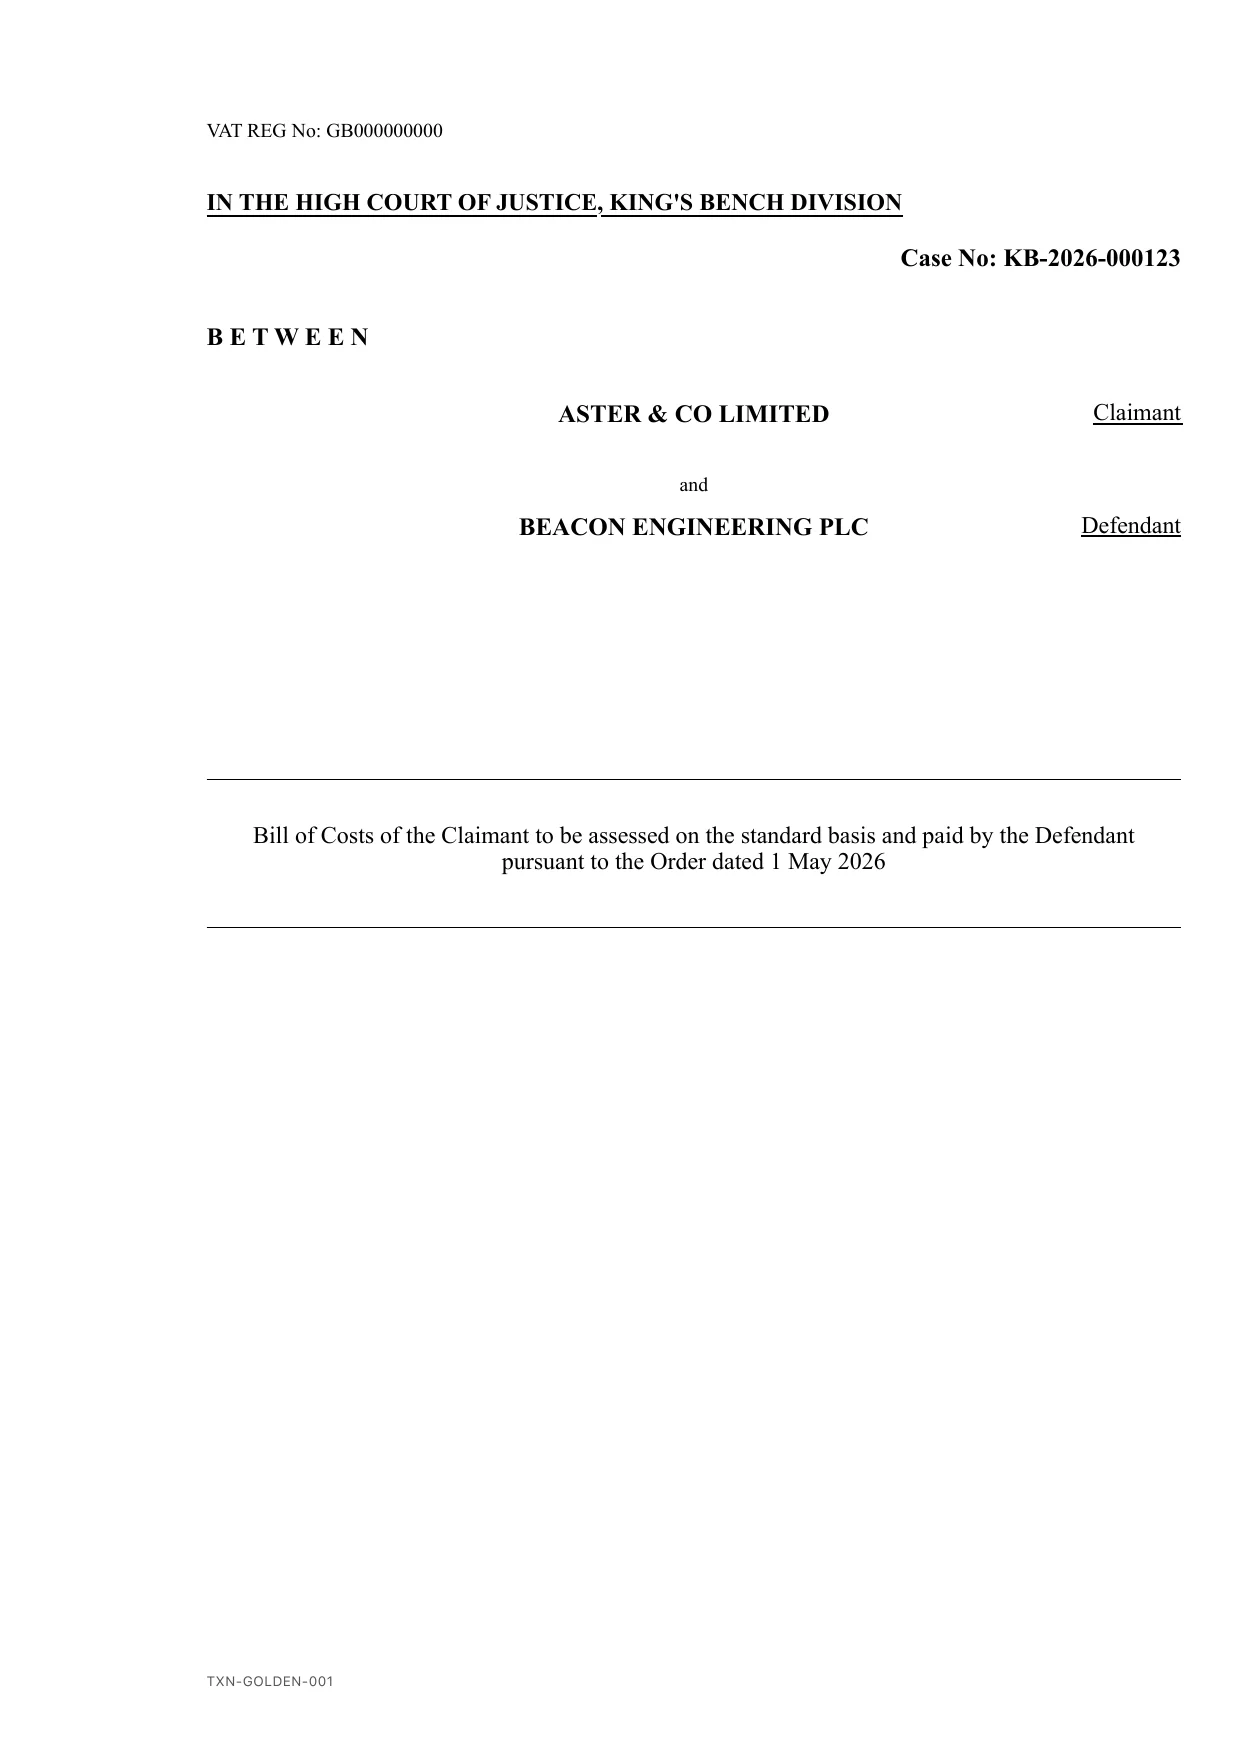 VAT REG No: GB000000000
IN THE HIGH COURT OF JUSTICE, KING'S BENCH DIVISION
Case No: KB-2026-000123
B E T W E E N
ASTER & CO LIMITED Claimant
and
BEACON ENGINEERING PLC Defendant
Bill of Costs of the Claimant to be assessed on the standard basis and paid by the Defendant
pursuant to the Order dated 1 May 2026
TXN-GOLDEN-001